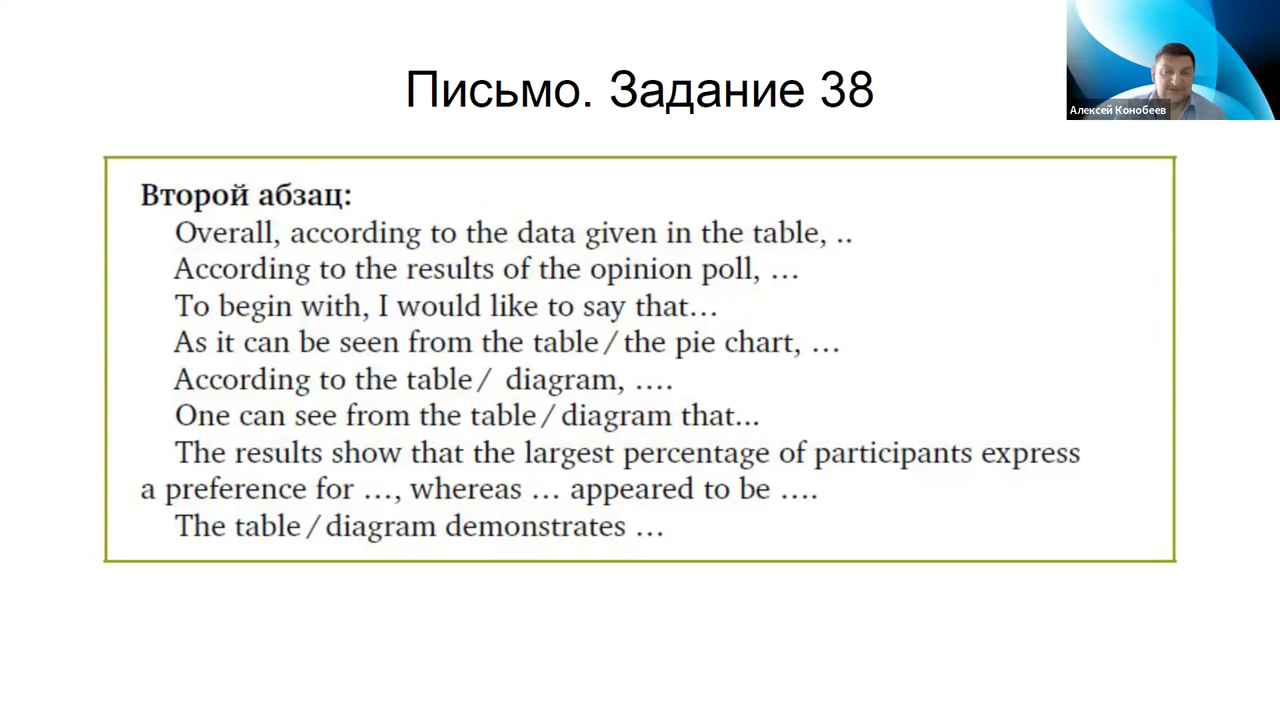 Письмо. Задание 38
Алексей Конобеев
Второй абзац:
Overall, according to the data given in the table, ..
According to the results of the opinion poll, …
To begin with, I would like to say that…
As it can be seen from the table / the pie chart, …
According to the table /  diagram, ….
One can see from the table / diagram that...
The results show that the largest percentage of participants express
a preference for …, whereas … appeared to be ….
The table / diagram demonstrates …